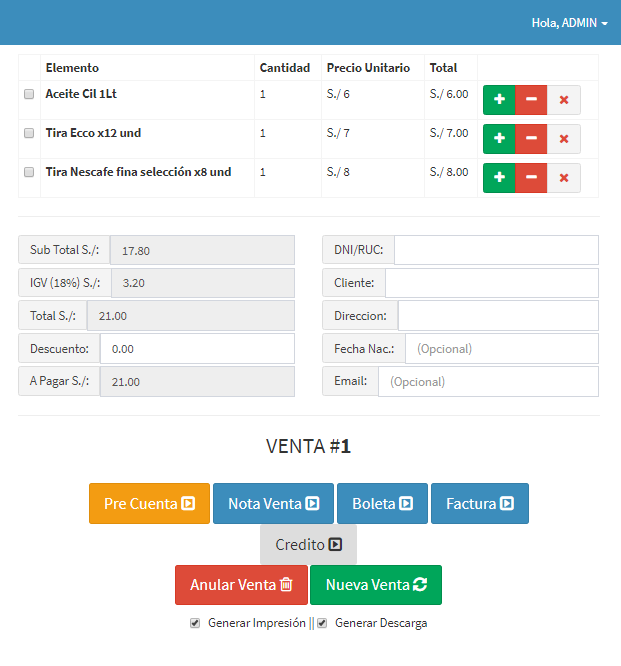 Hola, ADMIN
Elemento Cantidad Precio Unitario Total
Aceite Cil 1Lt 1 S./ 6 S./ 6.00
Tira Ecco x12 und 1 S./ 7 S./ 7.00
Tira Nescafe fina selección x8 und 1 S./ 8 S./ 8.00
Sub Total S./: 17.80 DNI/RUC:
IGV (18%) S./: 3.20 Cliente:
Total S./: 21.00 Direccion:
Descuento: 0.00 Fecha Nac.: (Opcional)
A Pagar S./: 21.00 Email: (Opcional)
VENTA #1
Pre Cuenta Nota Venta Boleta Factura
Credito
Anular Venta Nueva Venta
Generar Impresión || Generar Descarga